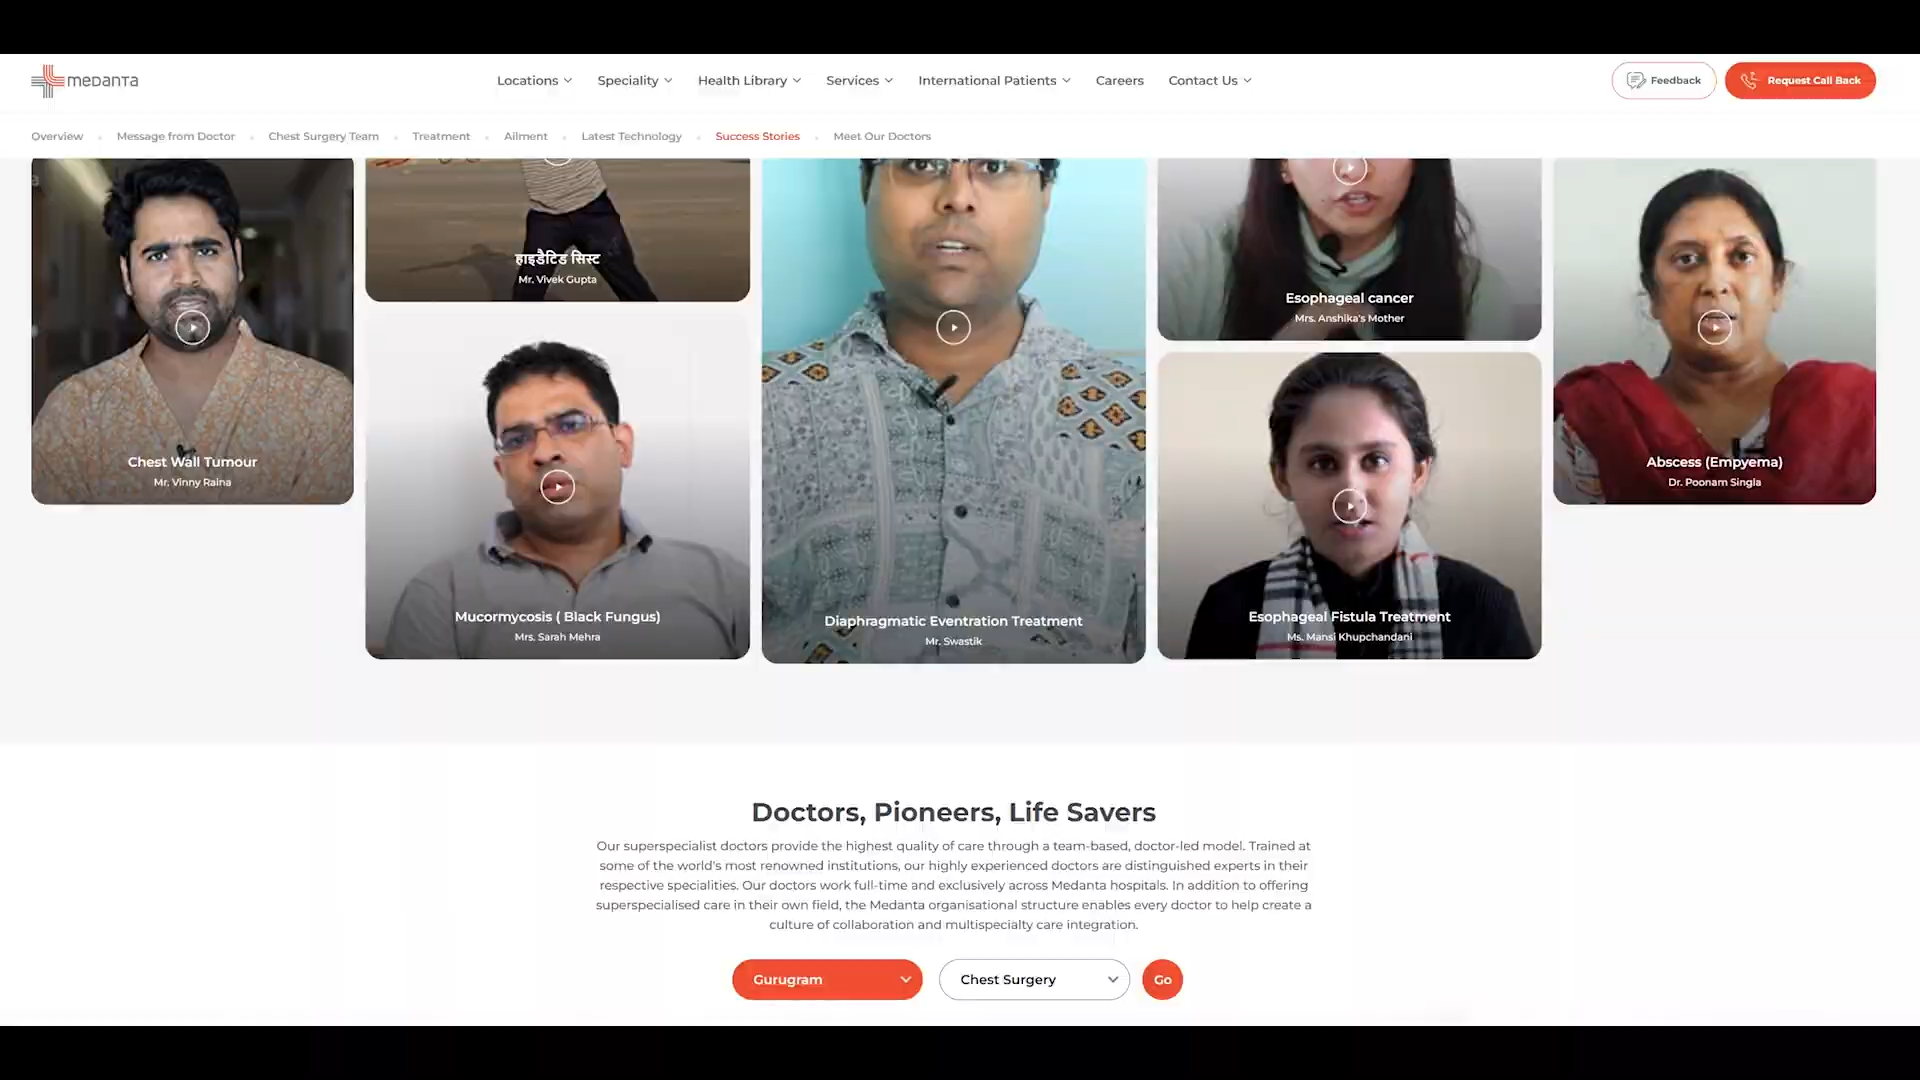 medanta
Locations
Speciality
Health Library
Services
International Patients
Careers
Contact Us
Feedback
Request Call Back
Overview
Message from Doctor
Chest Surgery Team
Treatment
Ailment
Latest Technology
Success Stories
Meet Our Doctors
Chest Wall Tumour
Mr. Vinny Raina
हाइडैटिड सिस्ट
Mr. Vivek Gupta
Mucormycosis ( Black Fungus)
Mrs. Sarah Mehra
Diaphragmatic Eventration Treatment
Mr. Swastik
Esophageal cancer
Mrs. Anshika's Mother
Esophageal Fistula Treatment
Ms. Mansi Khupchandani
Abscess (Empyema)
Dr. Poonam Singla
Doctors, Pioneers, Life Savers
Our superspecialist doctors provide the highest quality of care through a team-based, doctor-led model. Trained at
some of the world's most renowned institutions, our highly experienced doctors are distinguished experts in their
respective specialities. Our doctors work full-time and exclusively across Medanta hospitals. In addition to offering
superspecialised care in their own field, the Medanta organisational structure enables every doctor to help create a
culture of collaboration and multispecialty care integration.
Gurugram
Chest Surgery
Go